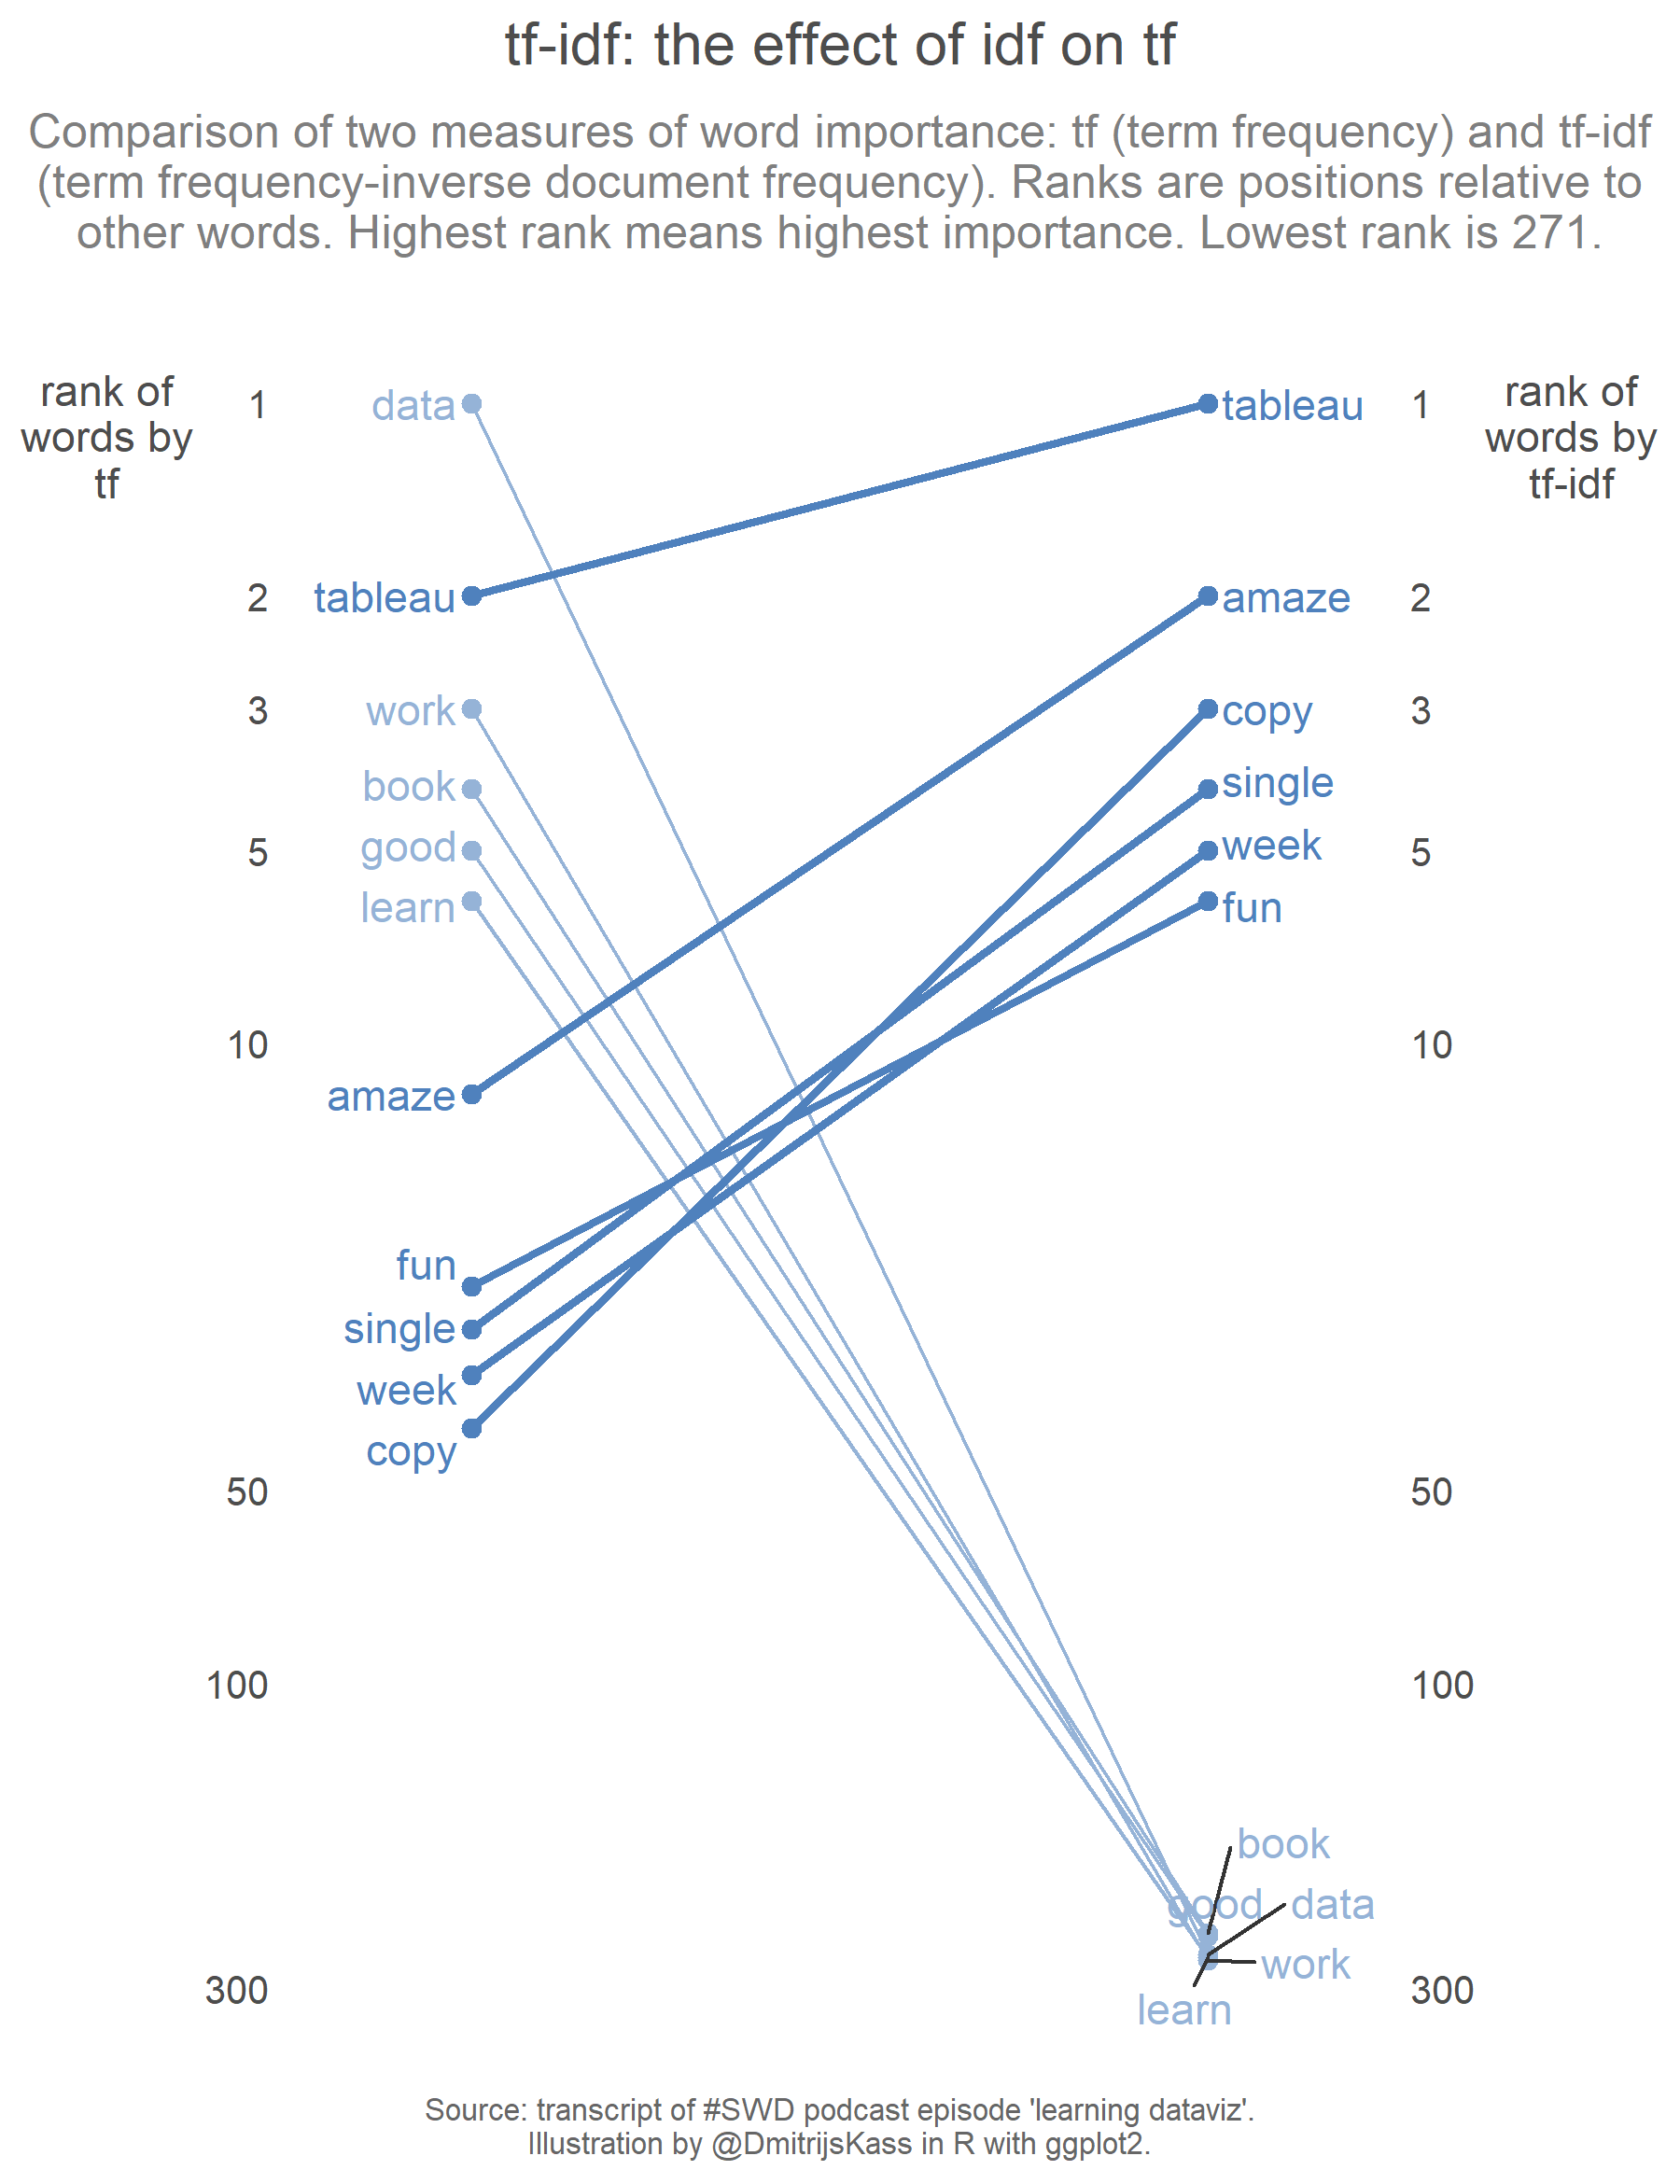 tf-idf: the effect of idf on tf
Comparison of two measures of word importance: tf (term frequency) and tf-idf
(term frequency-inverse document frequency). Ranks are positions relative to
other words. Highest rank means highest importance. Lowest rank is 271.
rank of
words by
tf
1
2
3
5
10
50
100
300
data
tableau
work
book
good
learn
amaze
fun
single
week
copy
tableau
amaze
copy
single
week
fun
book
good
data
work
learn
1
2
3
5
10
50
100
300
rank of
words by
tf-idf
Source: transcript of #SWD podcast episode 'learning dataviz'.
Illustration by @DmitrijsKass in R with ggplot2.